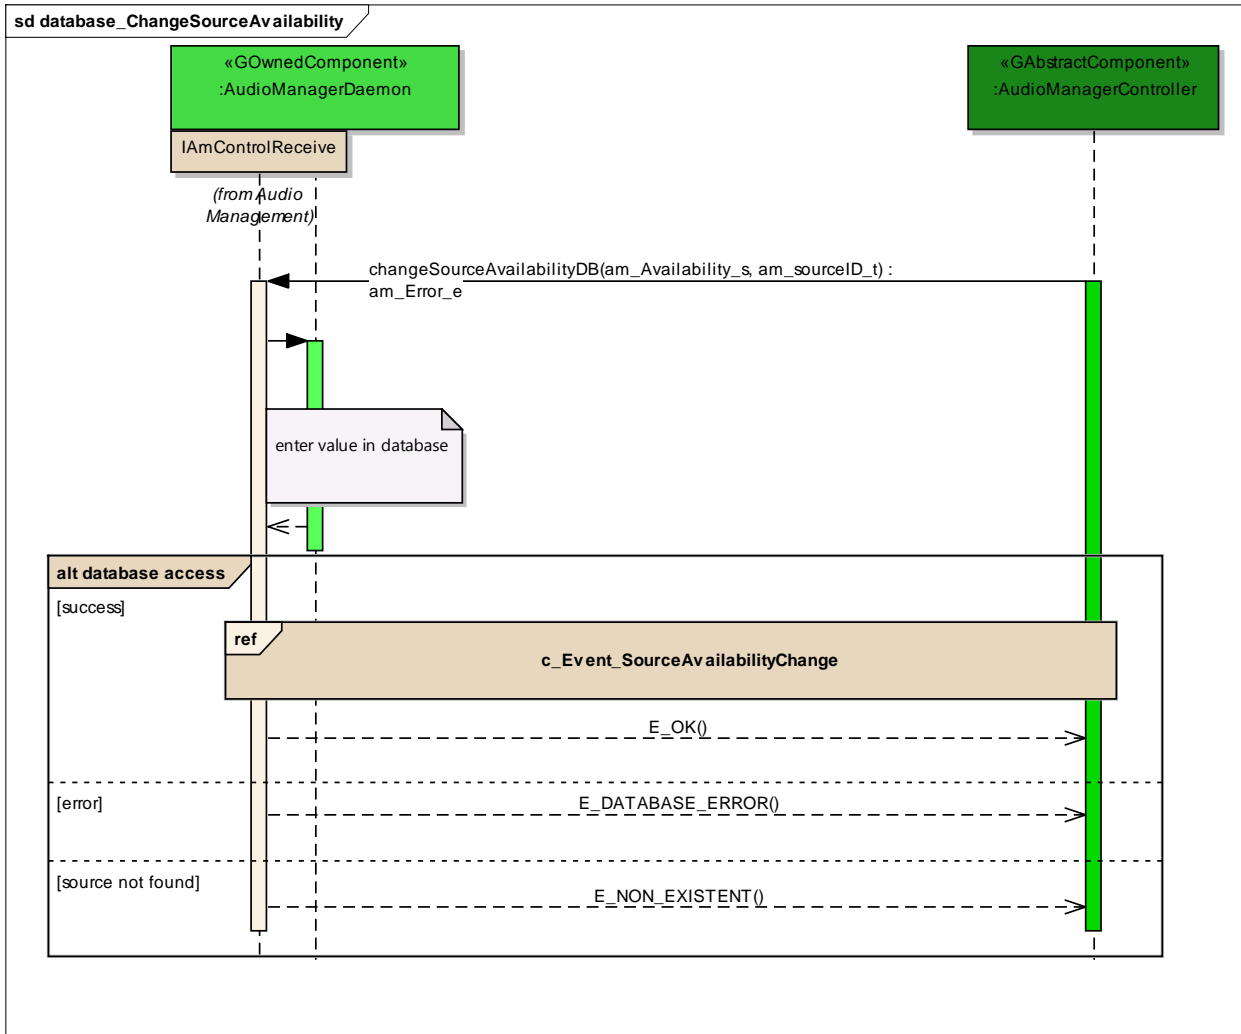 sd database_ChangeSourceAvailability
«GOwnedComponent»
:AudioManagerDaemon
«GAbstractComponent»
:AudioManagerController
IAmControlReceive
(from Audio
Management)
changeSourceAvailabilityDB(am_Availability_s, am_sourceID_t) :
am_Error_e
enter value in database
alt database access
[success]
ref
c_Event_SourceAvailabilityChange
E_OK()
[error]
E_DATABASE_ERROR()
[source not found]
E_NON_EXISTENT()